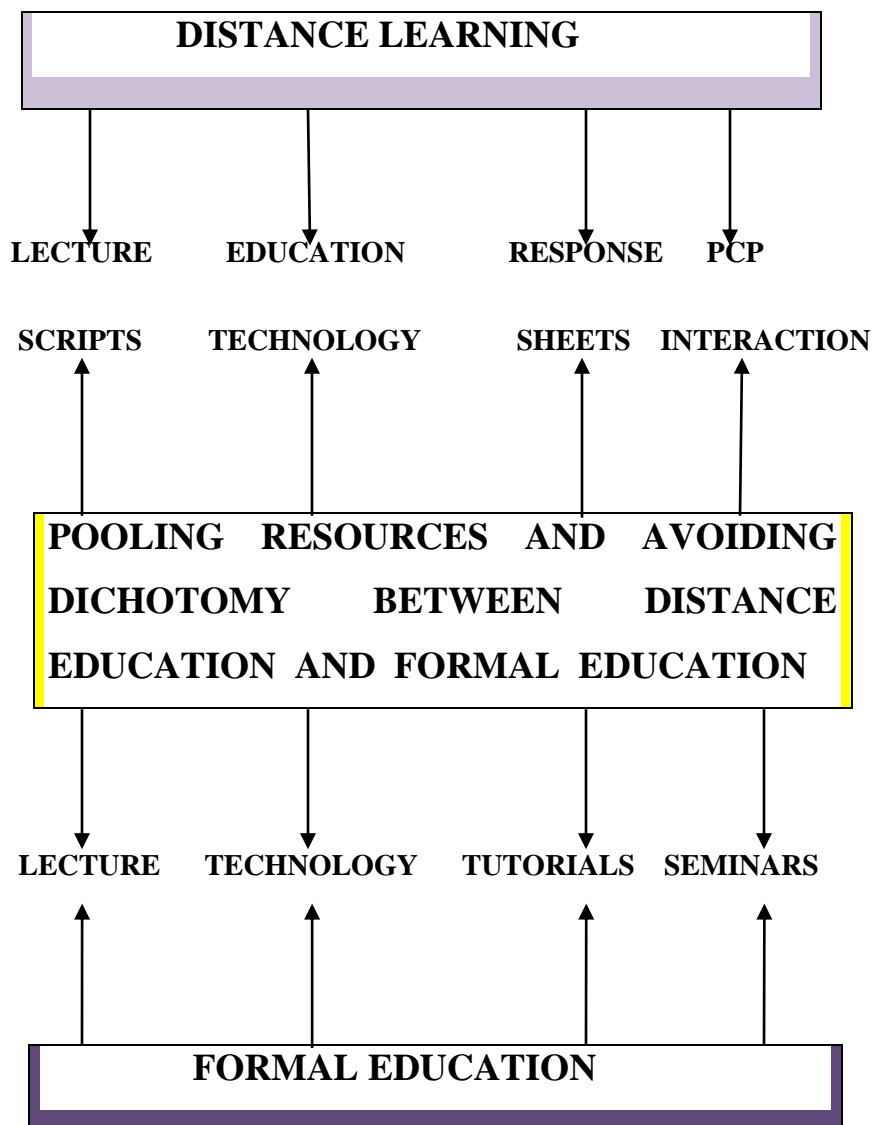 DISTANCE LEARNING
LECTURE EDUCATION RESPONSE PCP
SCRIPTS TECHNOLOGY SHEETS INTERACTION
POOLING RESOURCES AND AVOIDING
DICHOTOMY BETWEEN DISTANCE
EDUCATION AND FORMAL EDUCATION
LECTURE TECHNOLOGY TUTORIALS SEMINARS
FORMAL EDUCATION